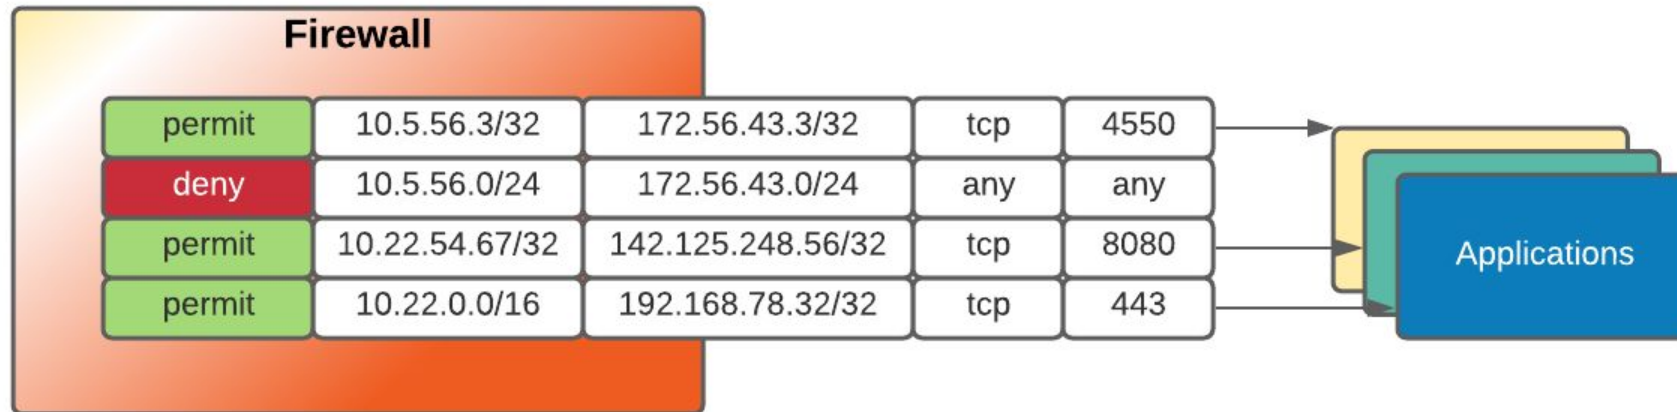 Firewall
permit 10.5.56.3/32 172.56.43.3/32 tcp 4550
deny 10.5.56.0/24 172.56.43.0/24 any any
permit 10.22.54.67/32 142.125.248.56/32 tcp 8080
Applications
permit 10.22.0.0/16 192.168.78.32/32 tcp 443